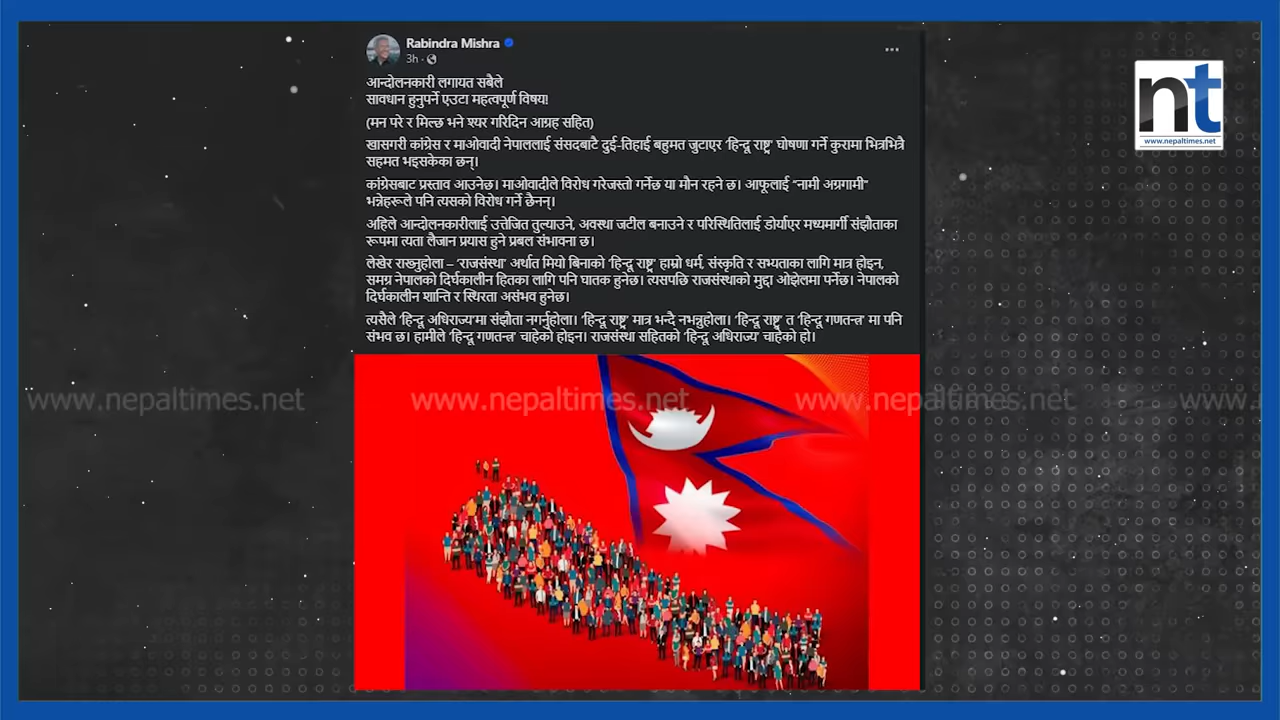 Rabindra Mishra
3h ·
nt
www.nepaltimes.net
आन्दोलनकारी लगायत सबैले
सावधान हुनुपर्ने एउटा महत्वपूर्ण विषय!
(मन परे र मिल्छ भने श्यर गरिदिन आग्रह सहित)
खासगरी कांग्रेस र माओवादी नेपाललाई संसदबाटै दुई-तिहाई बहुमत जुटाएर 'हिन्दू राष्ट्र' घोषणा गर्ने कुरामा भित्रभित्रै
सहमत भइसकेका छन्।
कांग्रेसबाट प्रस्ताव आउनेछ। माओवादीले विरोध गरेजस्तो गर्नेछ या मौन रहने छ। आफूलाई "नामी अग्रगामी"
भन्नेहरूले पनि त्यसको विरोध गर्ने छैनन्।
अहिले आन्दोलनकारीलाई उत्तेजित तुल्याउने, अवस्था जटील बनाउने र परिस्थितिलाई डोर्याएर मध्यमार्गी संझौताका
रूपमा त्यता लैजान प्रयास हुने प्रबल संभावना छ।
लेखेर राख्नुहोला – 'राजसंस्था' अर्थात मियो बिनाको 'हिन्दू राष्ट्र' हाम्रो धर्म, संस्कृति र सभ्यताका लागि मात्र होइन,
समग्र नेपालको दिर्घकालीन हितका लागि पनि घातक हुनेछ। त्यसपछि राजसंस्थाको मुद्दा ओझेलमा पर्नेछ। नेपालको
दिर्घकालीन शान्ति र स्थिरता असंभव हुनेछ।
त्यसैले 'हिन्दू अधिराज्य'मा संझौता नगर्नुहोला। 'हिन्दू राष्ट्र' मात्र भन्दै नभन्नुहोला। 'हिन्दू राष्ट्र' त 'हिन्दू गणतन्त्र' मा पनि
संभव छ। हामीले 'हिन्दू गणतन्त्र' चाहेको होइन। राजसंस्था सहितको 'हिन्दू अधिराज्य' चाहेको हो।
www.nepaltimes.net www.nepaltimes.net www.nepaltimes.net www.ne